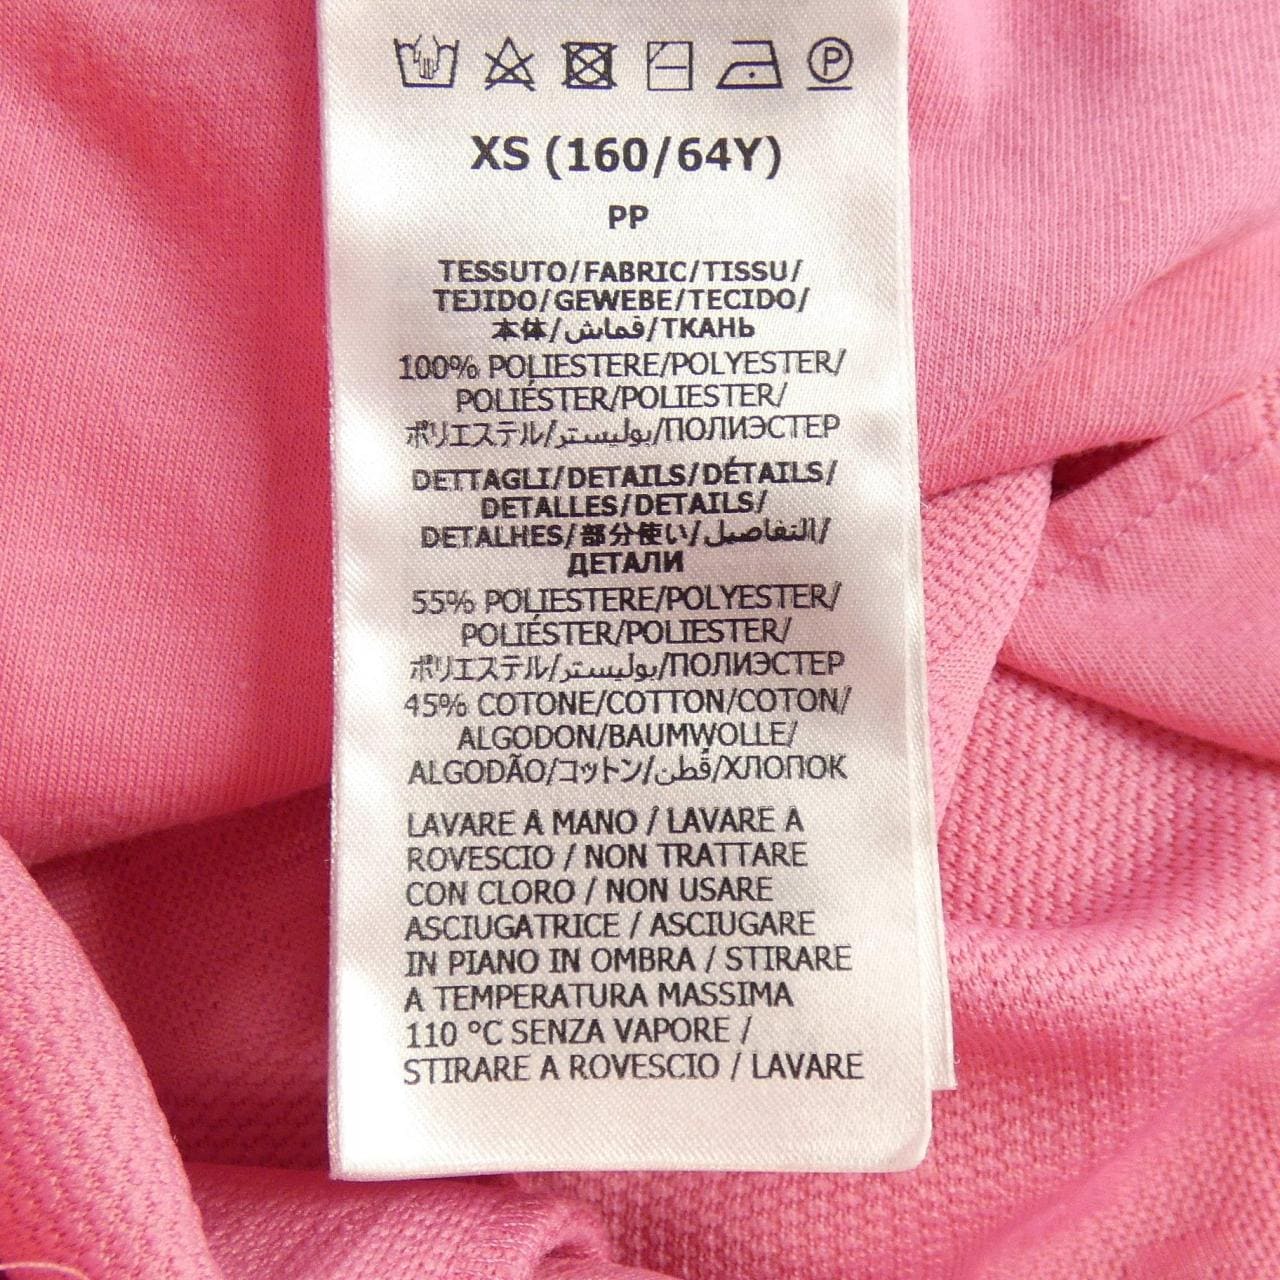 P
XS (160/64Y)
PP
TESSUTO/FABRIC/TISSU/
TEJIDO/GEWEBE/TECIDO/
本体/قماش/ТКАНЬ
100% POLIESTERE/POLYESTER/
POLIÉSTER/POLIESTER/
ポリエステル/بوليستر/ПОЛИЭСТЕР
DETTAGLI/DETAILS/DÉTAILS/
DETALLES/DETAILS/
DETALHES/部分使い/التفاصيل/
ДЕТАЛИ
55% POLIESTERE/POLYESTER/
POLIÉSTER/POLIESTER/
ポリエステル/بوليستر/ПОЛИЭСТЕР
45% COTONE/COTTON/COTON/
ALGODON/BAUMWOLLE/
ALGODÃO/コットン/قطن/ХЛОПОК
LAVARE A MANO / LAVARE A
ROVESCIO / NON TRATTARE
CON CLORO / NON USARE
ASCIUGATRICE / ASCIUGARE
IN PIANO IN OMBRA / STIRARE
A TEMPERATURA MASSIMA
110 °C SENZA VAPORE /
STIRARE A ROVESCIO / LAVARE